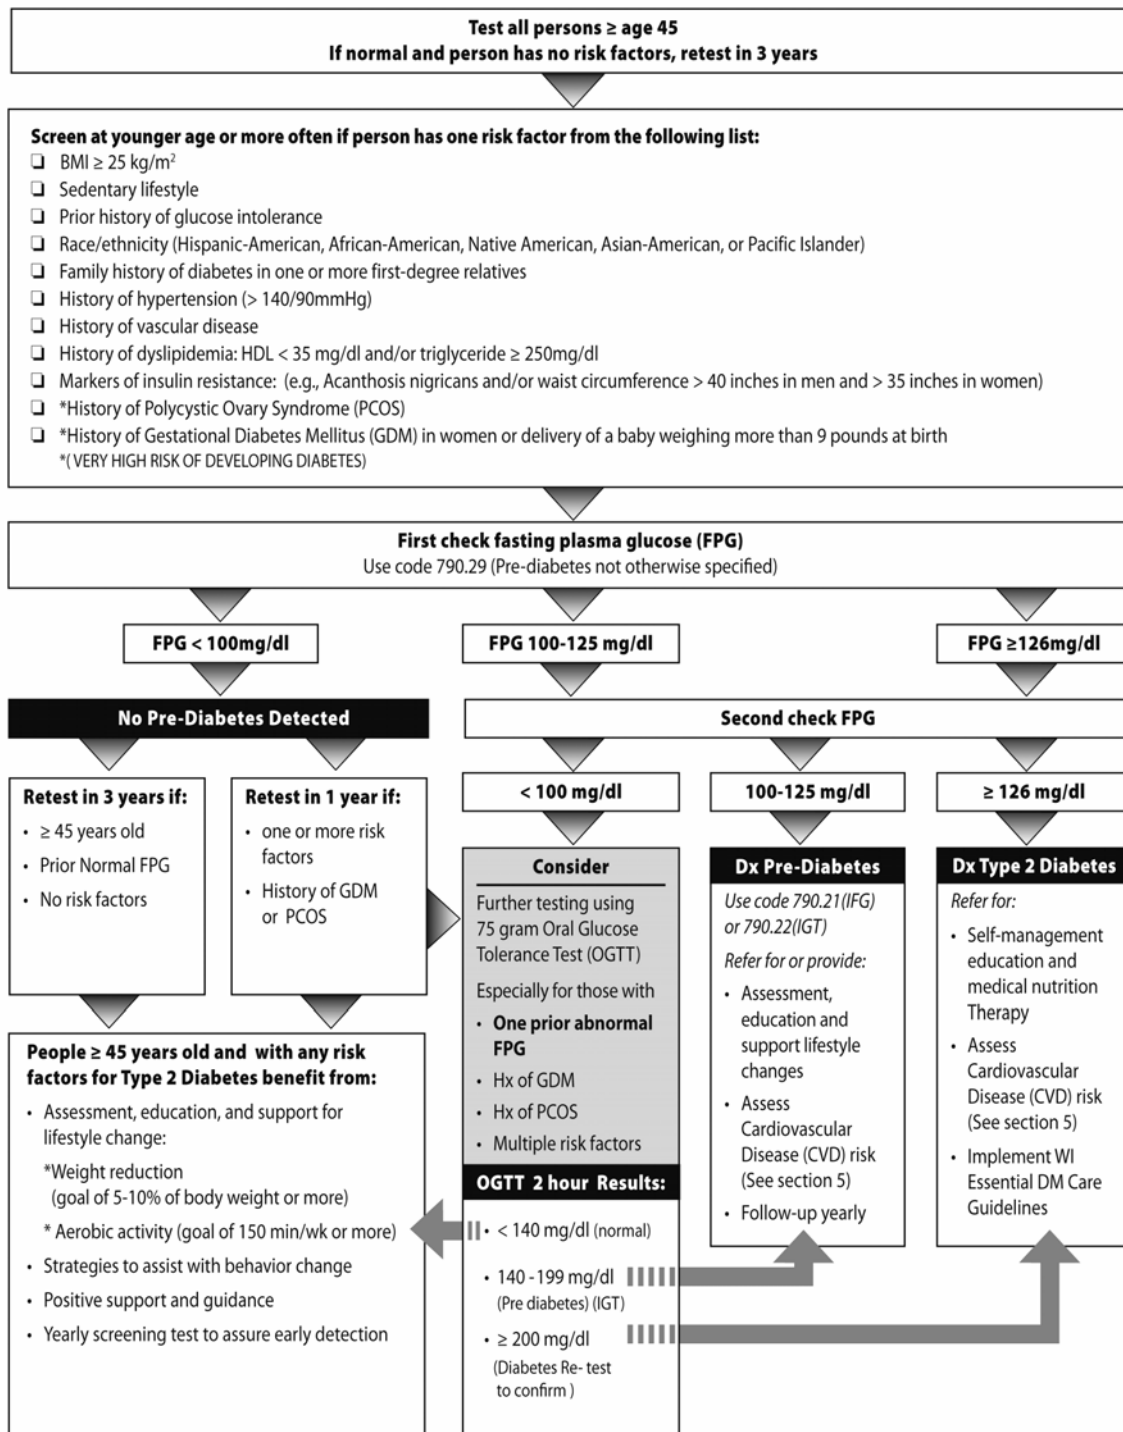 Test all persons ≥ age 45
If normal and person has no risk factors, retest in 3 years
Screen at younger age or more often if person has one risk factor from the following list:
❏ BMI ≥ 25 kg/m²
❏ Sedentary lifestyle
❏ Prior history of glucose intolerance
❏ Race/ethnicity (Hispanic-American, African-American, Native American, Asian-American, or Pacific Islander)
❏ Family history of diabetes in one or more first-degree relatives
❏ History of hypertension (> 140/90mmHg)
❏ History of vascular disease
❏ History of dyslipidemia: HDL < 35 mg/dl and/or triglyceride ≥ 250mg/dl
❏ Markers of insulin resistance: (e.g., Acanthosis nigricans and/or waist circumference > 40 inches in men and > 35 inches in women)
❏ *History of Polycystic Ovary Syndrome (PCOS)
❏ *History of Gestational Diabetes Mellitus (GDM) in women or delivery of a baby weighing more than 9 pounds at birth
*( VERY HIGH RISK OF DEVELOPING DIABETES)
First check fasting plasma glucose (FPG)
Use code 790.29 (Pre-diabetes not otherwise specified)
FPG < 100mg/dl
FPG 100-125 mg/dl
FPG ≥126mg/dl
No Pre-Diabetes Detected
Second check FPG
Retest in 3 years if:
• ≥ 45 years old
• Prior Normal FPG
• No risk factors
Retest in 1 year if:
• one or more risk
factors
• History of GDM
or PCOS
< 100 mg/dl
100-125 mg/dl
≥ 126 mg/dl
Consider
Further testing using
75 gram Oral Glucose
Tolerance Test (OGTT)
Especially for those with
• One prior abnormal
FPG
• Hx of GDM
• Hx of PCOS
• Multiple risk factors
OGTT 2 hour Results:
• < 140 mg/dl (normal)
• 140 -199 mg/dl
(Pre diabetes) (IGT)
• ≥ 200 mg/dl
(Diabetes Re- test
to confirm )
Dx Pre-Diabetes
Use code 790.21(IFG)
or 790.22(IGT)
Refer for or provide:
• Assessment,
education and
support lifestyle
changes
• Assess
Cardiovascular
Disease (CVD) risk
(See section 5)
• Follow-up yearly
Dx Type 2 Diabetes
Refer for:
• Self-management
education and
medical nutrition
Therapy
• Assess
Cardiovascular
Disease (CVD) risk
(See section 5)
• Implement WI
Essential DM Care
Guidelines
People ≥ 45 years old and with any risk
factors for Type 2 Diabetes benefit from:
• Assessment, education, and support for
lifestyle change:
*Weight reduction
(goal of 5-10% of body weight or more)
* Aerobic activity (goal of 150 min/wk or more)
• Strategies to assist with behavior change
• Positive support and guidance
• Yearly screening test to assure early detection